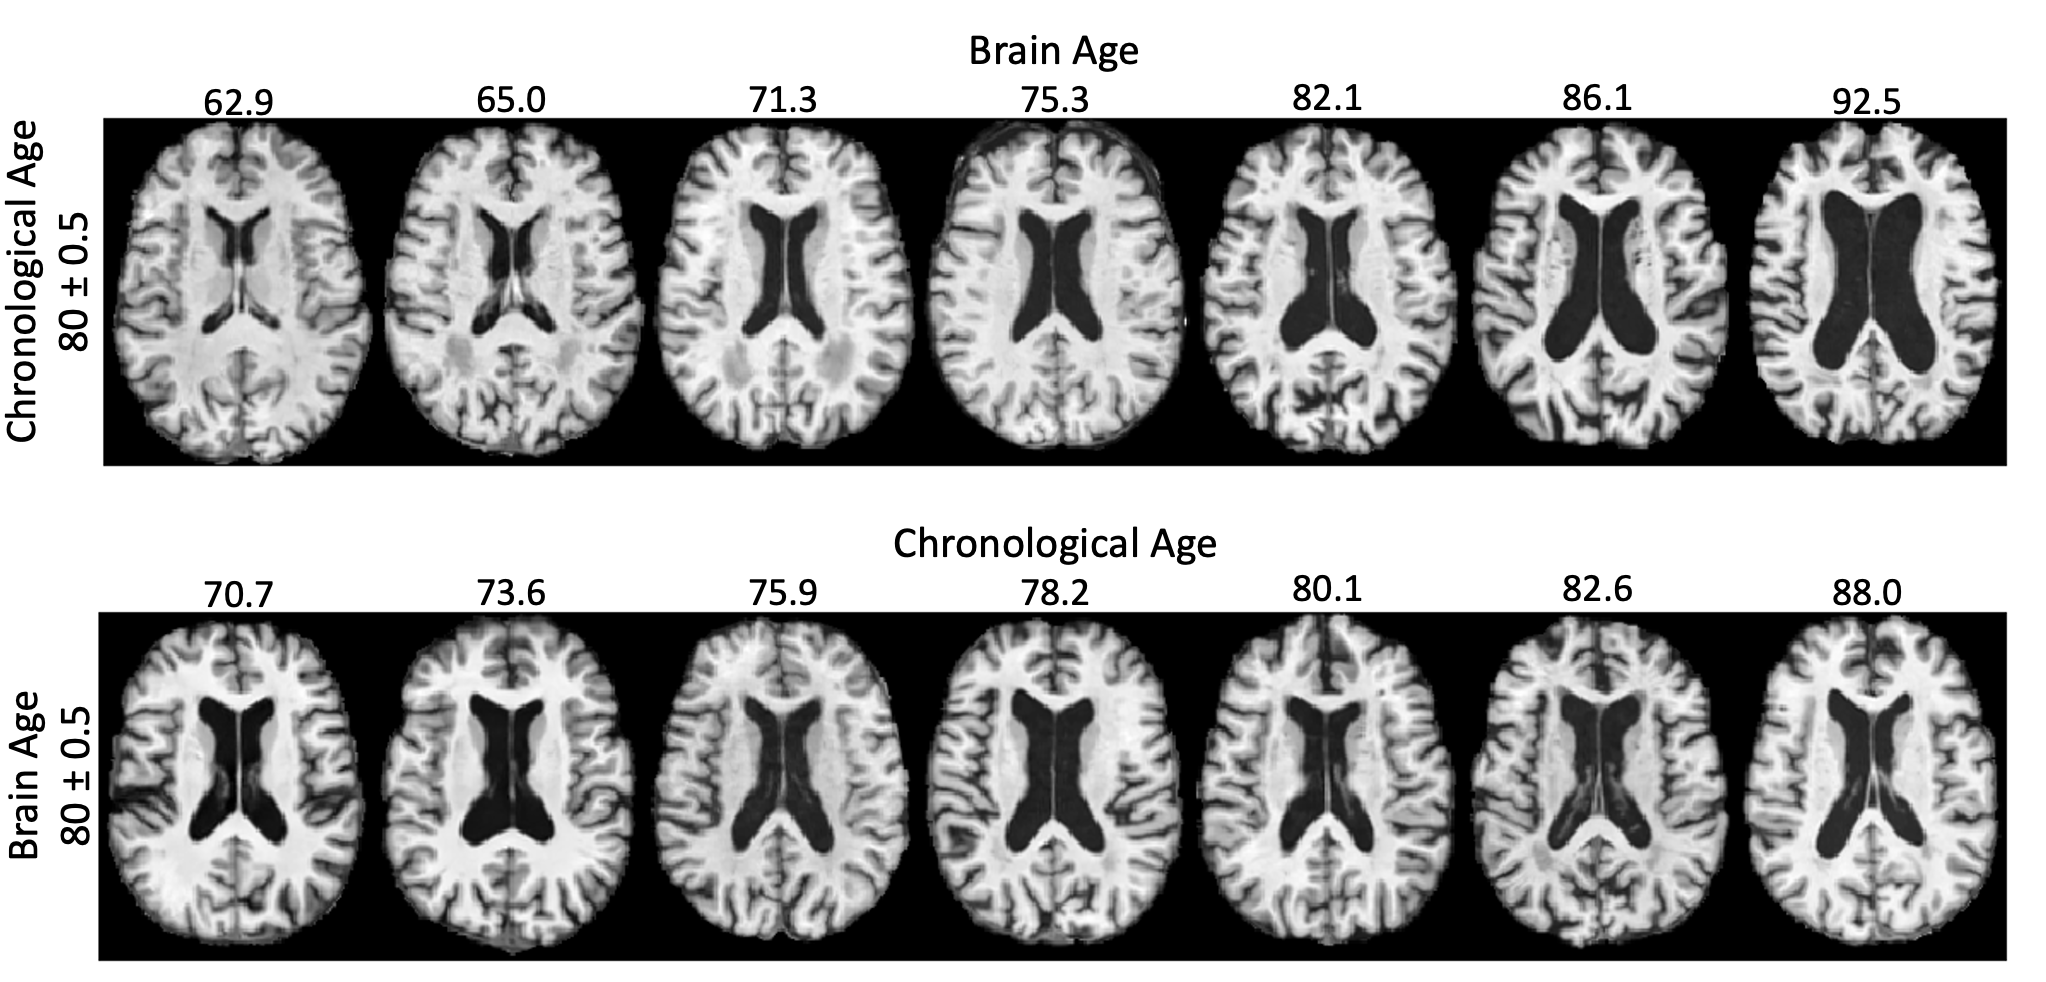 Brain Age
62.9 65.0 71.3 75.3 82.1 86.1 92.5
Chronological Age
80 ± 0.5
Chronological Age
70.7 73.6 75.9 78.2 80.1 82.6 88.0
Brain Age
80 ± 0.5